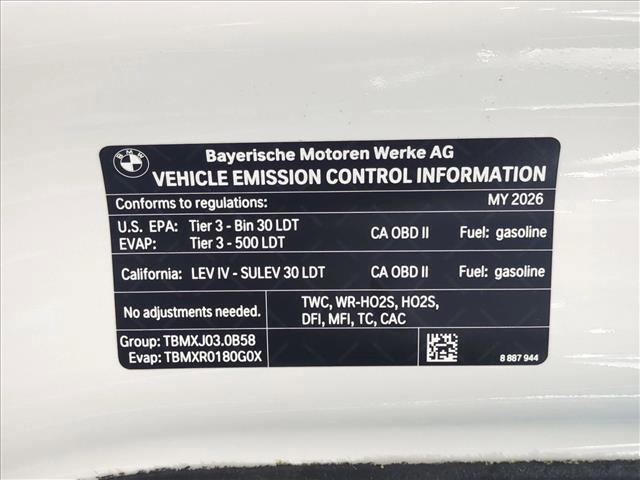 BMW
Bayerische Motoren Werke AG
VEHICLE EMISSION CONTROL INFORMATION
Conforms to regulations: MY 2026
U.S. EPA: Tier 3 - Bin 30 LDT CA OBD II Fuel: gasoline
EVAP: Tier 3 - 500 LDT
California: LEV IV - SULEV 30 LDT CA OBD II Fuel: gasoline
No adjustments needed. TWC, WR-HO2S, HO2S,
DFI, MFI, TC, CAC
Group: TBMXJ03.0B58
Evap: TBMXR0180G0X 8 887 944